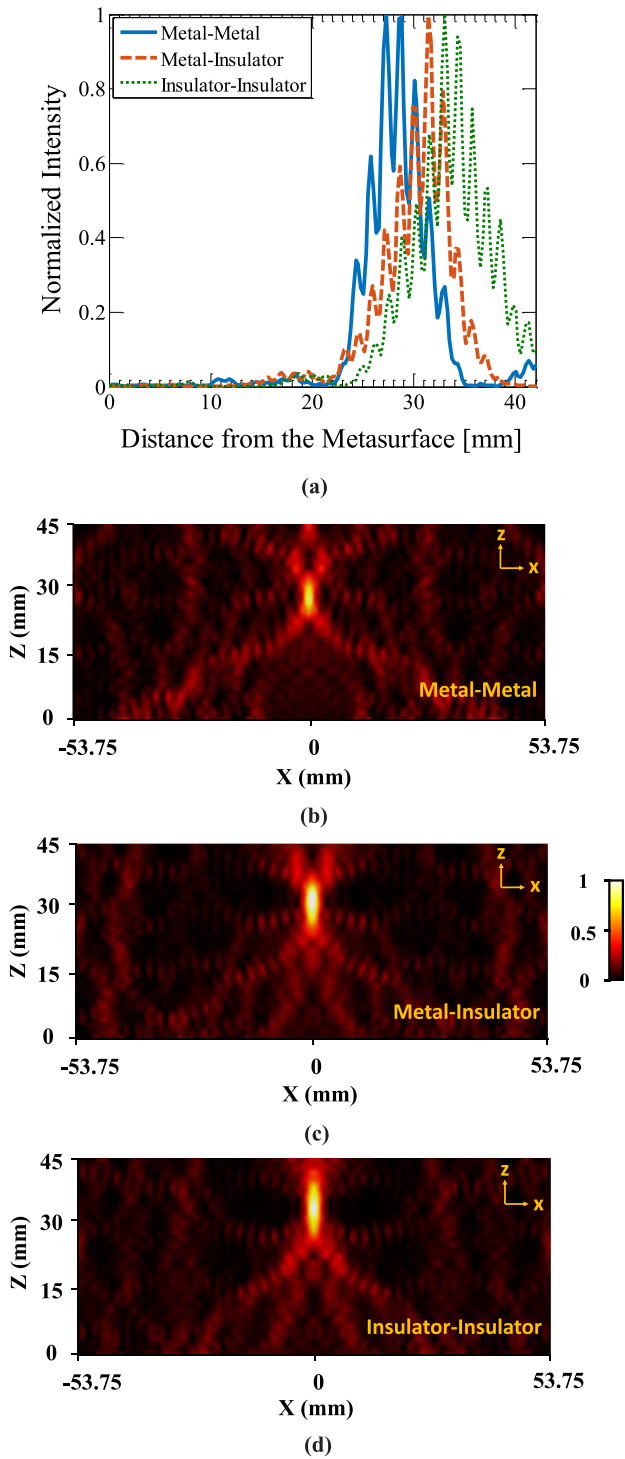 1
0.8
0.6
0.4
0.2
0
Normalized Intensity
Metal-Metal
Metal-Insulator
Insulator-Insulator
0 10 20 30 40
Distance from the Metasurface [mm]
(a)
45
30
15
0
Z (mm)
z
x
Metal-Metal
-53.75 0 53.75
X (mm)
(b)
45
30
15
0
Z (mm)
z
x
Metal-Insulator
1
0.5
0
-53.75 0 53.75
X (mm)
(c)
45
30
15
0
Z (mm)
z
x
Insulator-Insulator
-53.75 0 53.75
X (mm)
(d)